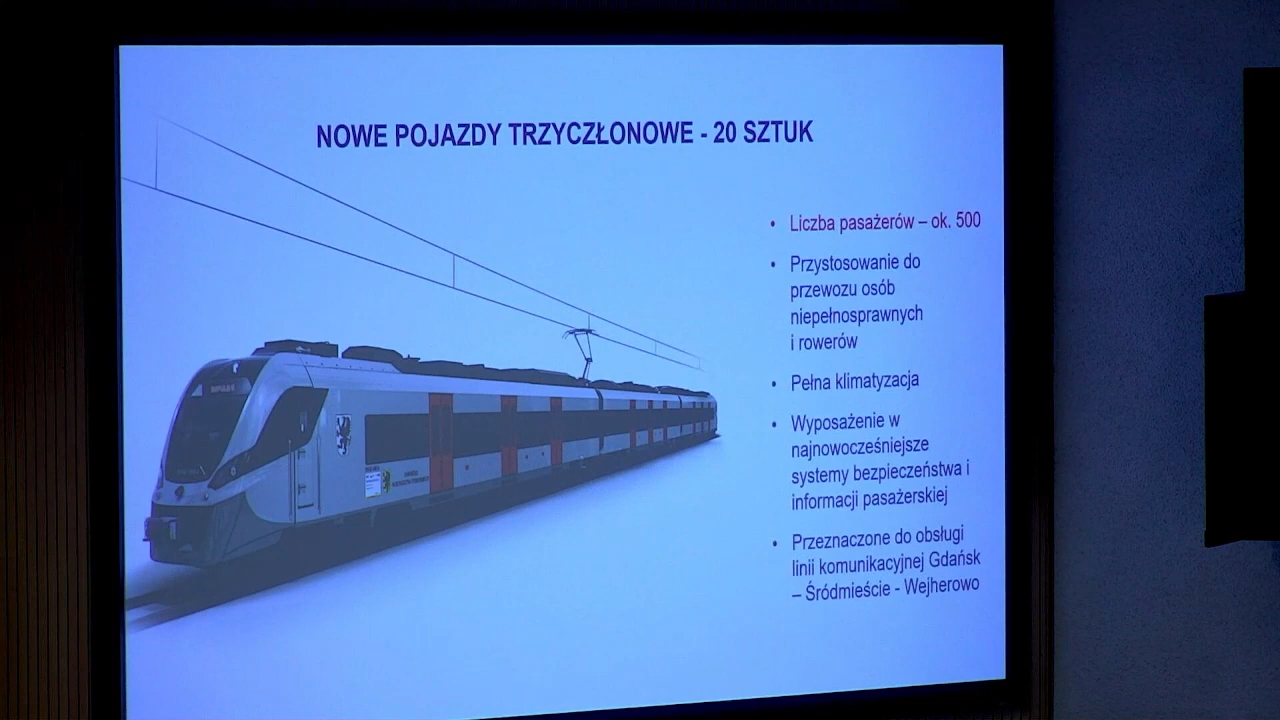 NOWE POJAZDY TRZYCZŁONOWE - 20 SZTUK
• Liczba pasażerów – ok. 500
• Przystosowanie do
przewozu osób
niepełnosprawnych
i rowerów
• Pełna klimatyzacja
• Wyposażenie w
najnowocześniejsze
systemy bezpieczeństwa i
informacji pasażerskiej
• Przeznaczone do obsługi
linii komunikacyjnej Gdańsk
– Śródmieście - Wejherowo